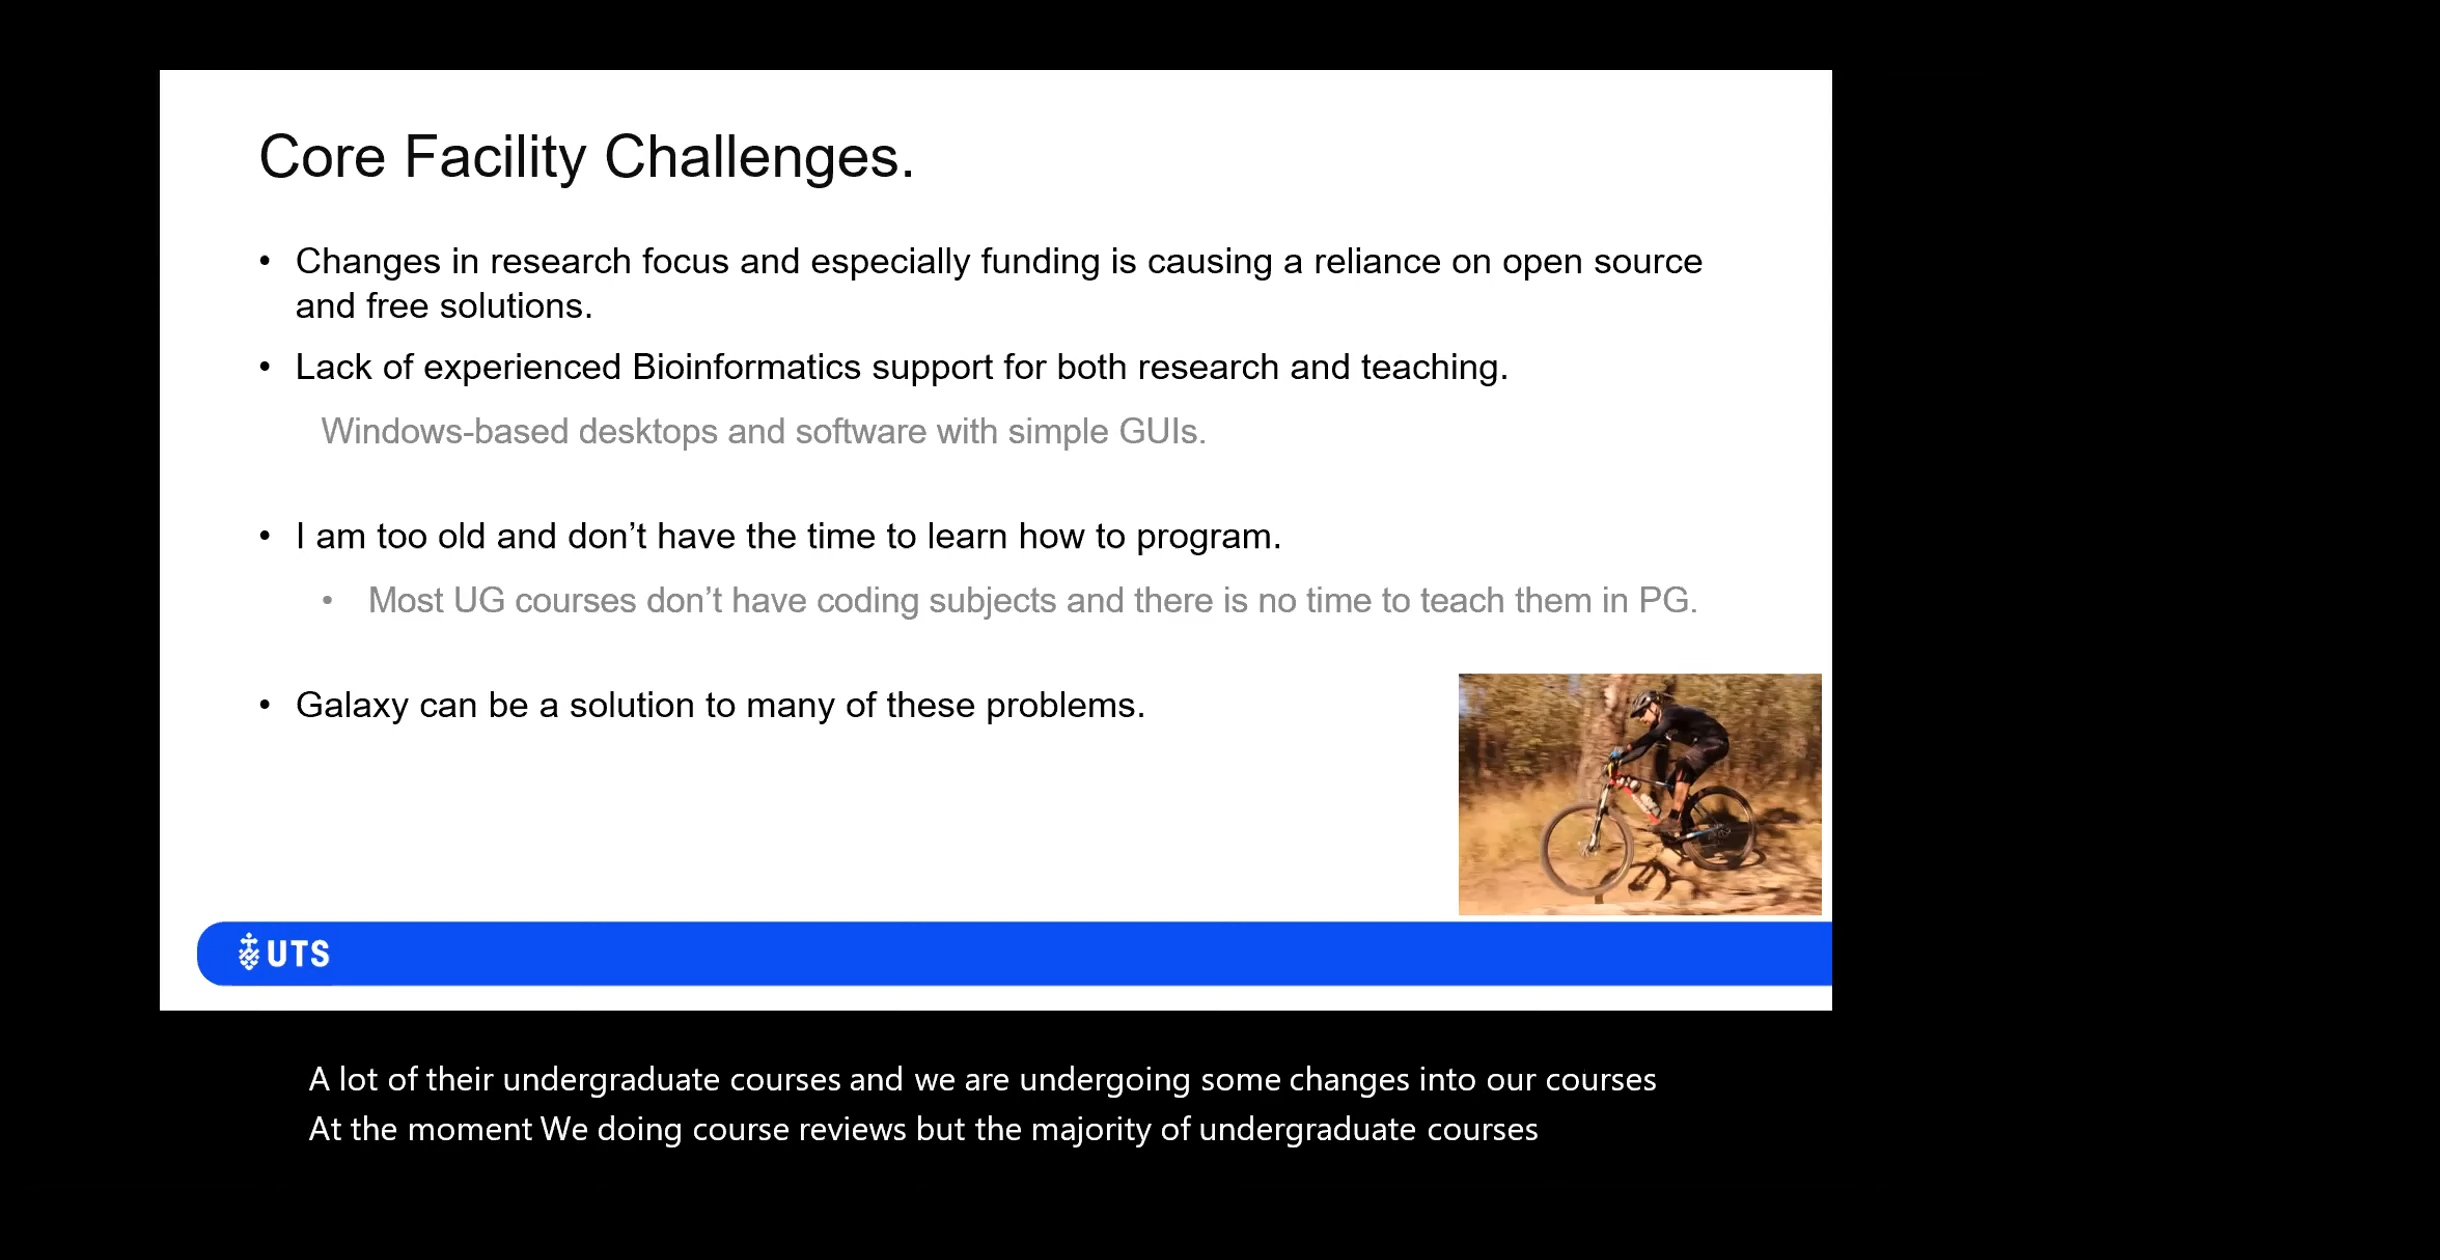 Core Facility Challenges.
• Changes in research focus and especially funding is causing a reliance on open source
and free solutions.
• Lack of experienced Bioinformatics support for both research and teaching.
Windows-based desktops and software with simple GUIs.
• I am too old and don’t have the time to learn how to program.
• Most UG courses don’t have coding subjects and there is no time to teach them in PG.
• Galaxy can be a solution to many of these problems.
UTS
A lot of their undergraduate courses and we are undergoing some changes into our courses
At the moment We doing course reviews but the majority of undergraduate courses